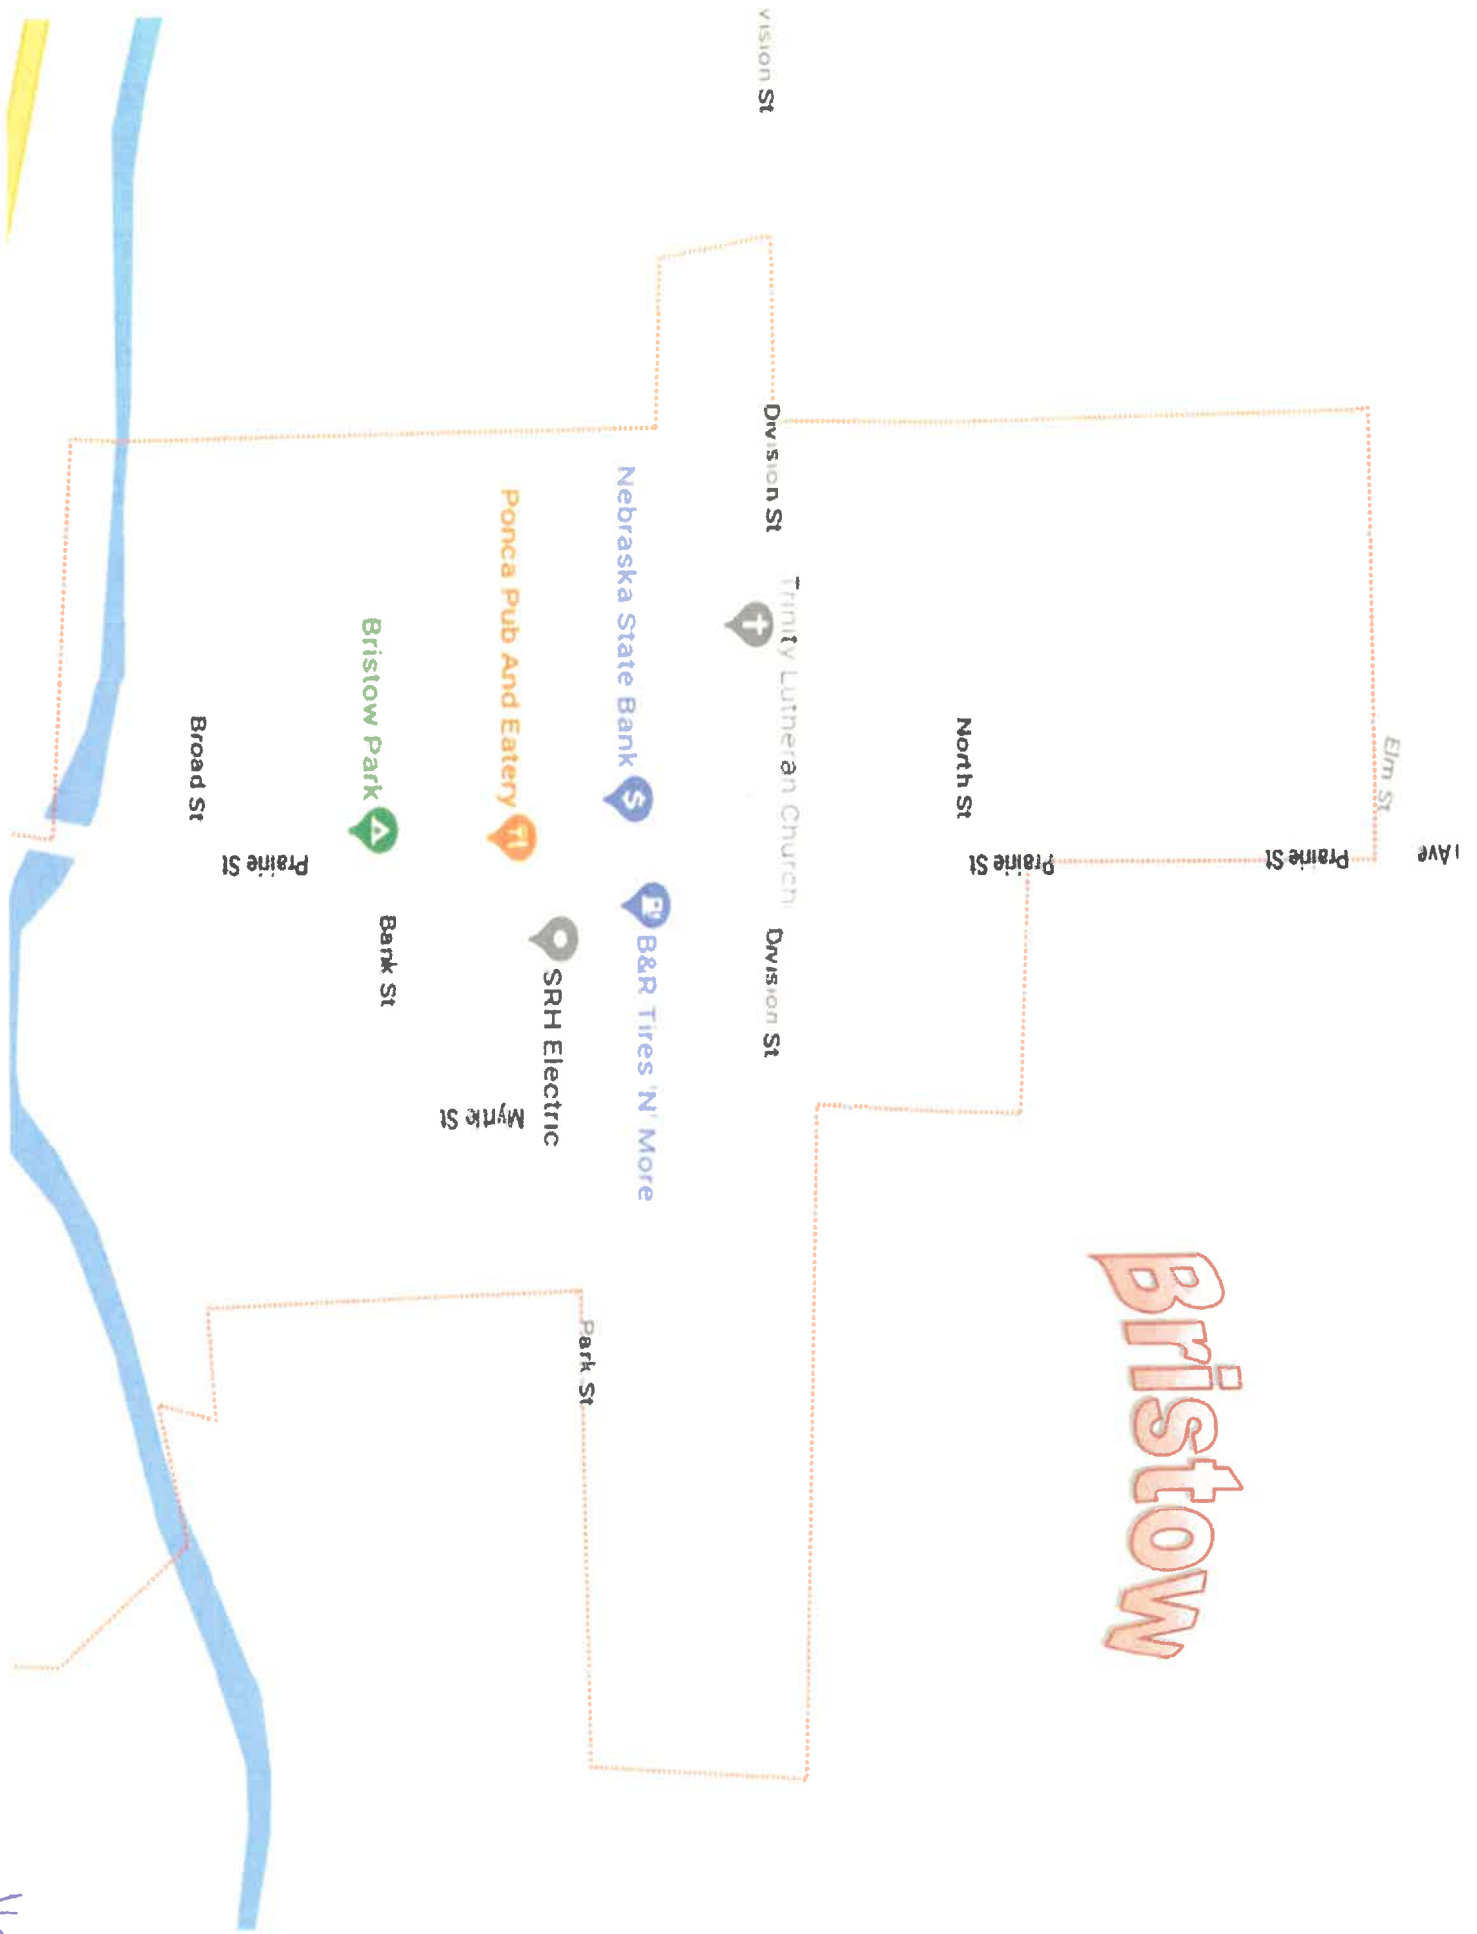 Ave
Elm St
Prairie St
Bristow
Prairie St
North St
Trinity Lutheran Church
vision St
Division St
Division St
Nebraska State Bank
B&R Tires 'N' More
Park St
Ponca Pub And Eatery
SRH Electric
Myrtle St
Bristow Park
Bank St
Prairie St
Broad St